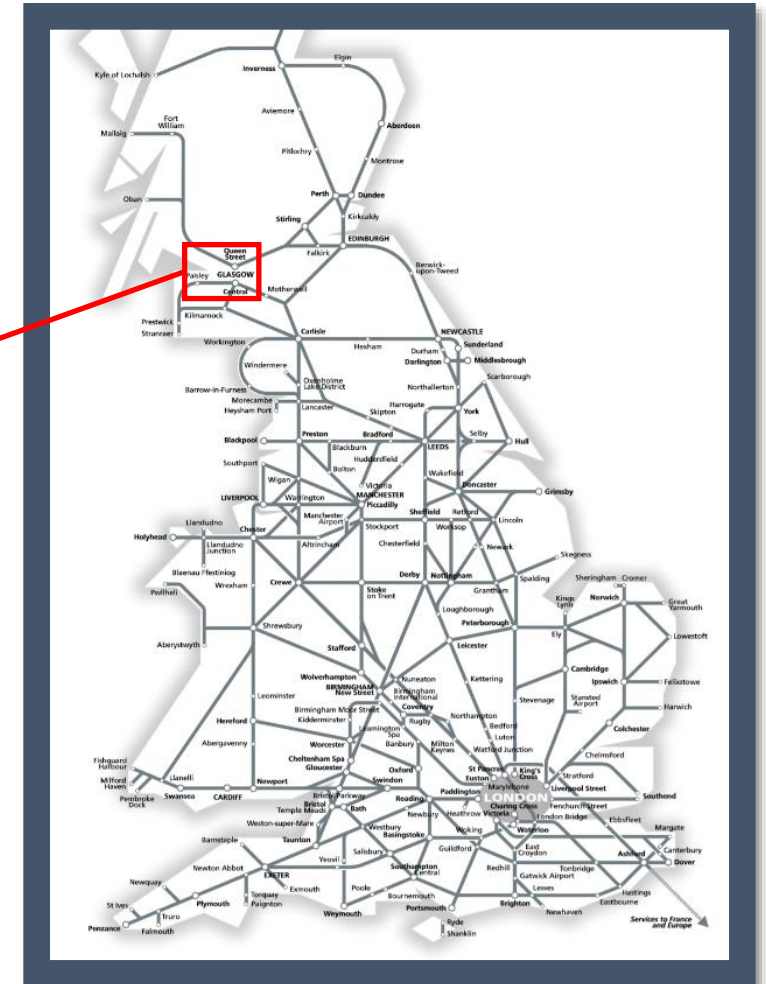 Elgin
Inverness
Kyle of Lochalsh
Aviemore
Fort
William
Aberdeen
Mallaig
Pitlochry
Montrose
Perth
Dundee
Oban
Stirling
Kirkcaldy
EDINBURGH
Queen
Street
Falkirk
Berwick-
upon-Tweed
Paisley
GLASGOW
Central
Motherwell
Kilmarnock
Prestwick
Stranraer
Carlisle
NEWCASTLE
Workington
Hexham
Sunderland
Durham
Darlington
Middlesbrough
Windermere
Scarborough
Oxenholme
Lake District
Northallerton
Barrow-in-Furness
Morecambe
Heysham Port
Lancaster
Harrogate
Skipton
York
Blackpool
Preston
Bradford
Selby
Hull
Blackburn
LEEDS
Huddersfield
Southport
Bolton
Wakefield
Wigan
Victoria
Doncaster
LIVERPOOL
Warrington
MANCHESTER
Piccadilly
Grimsby
Manchester
Airport
Sheffield
Retford
Llandudno
Chester
Stockport
Worksop
Lincoln
Holyhead
Llandudno
Junction
Altrincham
Chesterfield
Newark
Skegness
Blaenau Ffestiniog
Wrexham
Crewe
Stoke
on Trent
Derby
Nottingham
Spalding
Sheringham
Cromer
Pwllheli
Grantham
Kings
Lynn
Norwich
Great
Yarmouth
Loughborough
Peterborough
Aberystwyth
Shrewsbury
Stafford
Leicester
Ely
Lowestoft
Wolverhampton
BIRMINGHAM
New Street
Nuneaton
Kettering
Cambridge
Birmingham
International
Ipswich
Felixstowe
Leominster
Coventry
Stevenage
Stansted
Airport
Birmingham Moor Street
Rugby
Northampton
Harwich
Hereford
Kidderminster
Leamington
Spa
Bedford
Colchester
Worcester
Banbury
Milton
Keynes
Luton
Abergavenny
Watford Junction
Chelmsford
Cheltenham Spa
Gloucester
Oxford
St Pancras
Euston
King's
Cross
Stratford
Fishguard
Harbour
Llanelli
Swindon
Marylebone
Milford
Haven
Newport
Paddington
Liverpool Street
Pembroke
Dock
Swansea
CARDIFF
Bristol Parkway
Reading
LONDON
Southend
Bristol
Temple Meads
Bath
Newbury
Heathrow
Victoria
Charing Cross
Fenchurch Street
Weston-super-Mare
Westbury
Basingstoke
Woking
Waterloo
London Bridge
Ebbsfleet
Margate
Barnstaple
Taunton
Salisbury
Guildford
East
Croydon
Canterbury
Yeovil
Ashford
Dover
Newton Abbot
EXETER
Southampton
Central
Redhill
Tonbridge
Gatwick Airport
Newquay
Exmouth
Poole
Lewes
Hastings
Torquay
Paignton
Bournemouth
Eastbourne
St Ives
Plymouth
Weymouth
Portsmouth
Brighton
Newhaven
Truro
Penzance
Falmouth
Ryde
Shanklin
Services to France
and Europe